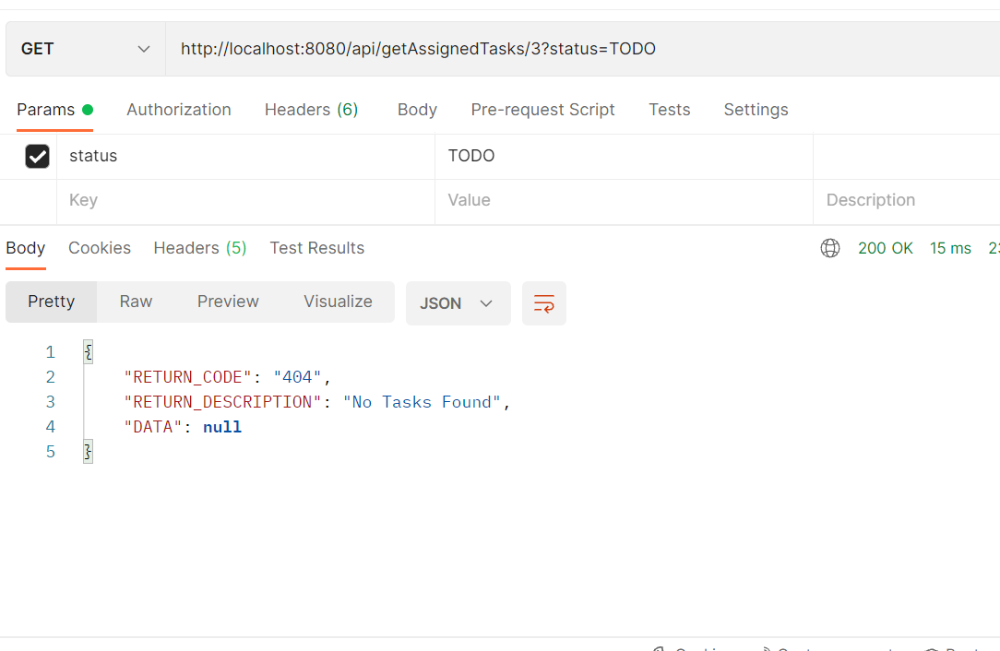 GET http://localhost:8080/api/getAssignedTasks/3?status=TODO
Params Authorization Headers (6) Body Pre-request Script Tests Settings
status TODO
Key Value Description
Body Cookies Headers (5) Test Results 200 OK 15 ms
Pretty Raw Preview Visualize JSON
1 {
2 "RETURN_CODE": "404",
3 "RETURN_DESCRIPTION": "No Tasks Found",
4 "DATA": null
5 }